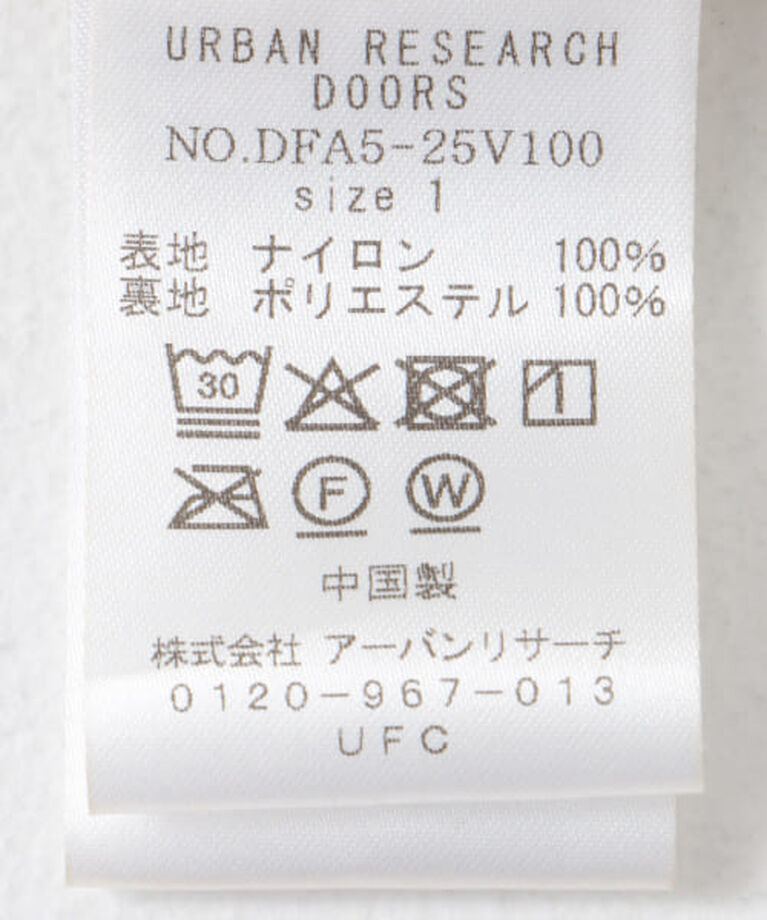 URBAN RESEARCH
DOORS
NO.DFA5-25V100
size 1
表地 ナイロン 100%
裏地 ポリエステル 100%
30
F W
中国製
株式会社 アーバンリサーチ
0120-967-013
UFC